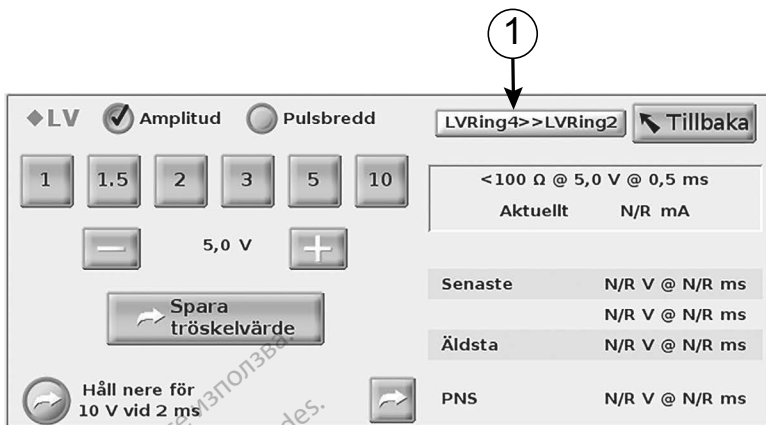 1
◆LV Amplitud Pulsbredd LVRing4>>LVRing2 Tillbaka
1 1.5 2 3 5 10
<100 Ω @ 5,0 V @ 0,5 ms
Aktuellt N/R mA
— 5,0 V +
Senaste N/R V @ N/R ms
N/R V @ N/R ms
Äldsta N/R V @ N/R ms
Spara
tröskelvärde
Håll nere för
10 V vid 2 ms
PNS N/R V @ N/R ms